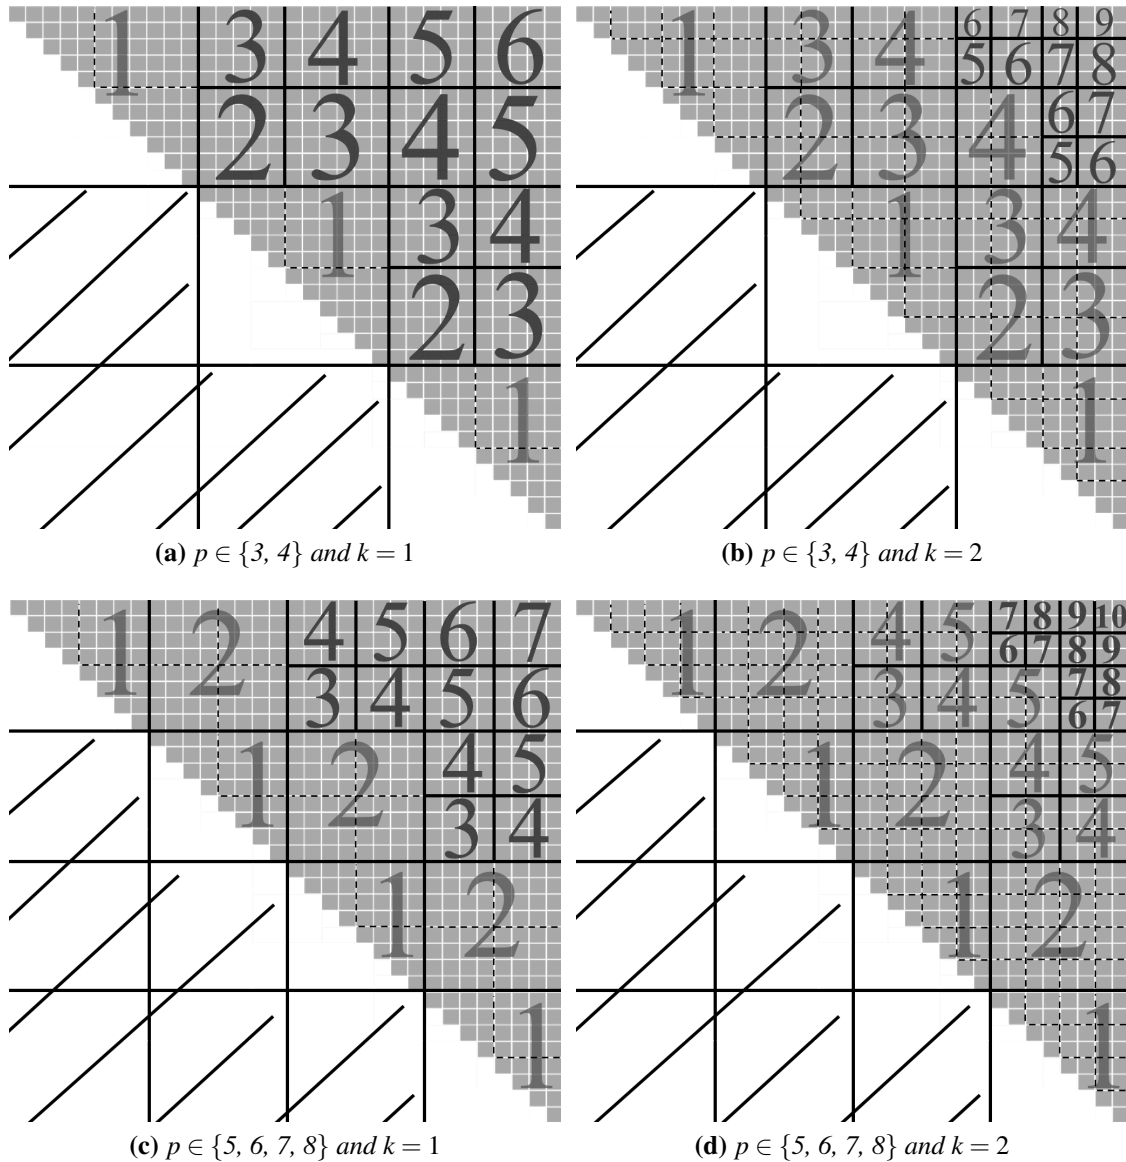 1 3 4 5 6
2 3 4 5
1 3 4
2 3
1
(a) p ∈ {3, 4} and k = 1
1 3 4 6 7 8 9
5 6 7 8
2 3 4 6 7
5 6
1 3 4
2 3
1
(b) p ∈ {3, 4} and k = 2
1 2 4 5 6 7
3 4 5 6
1 2 4 5
3 4
1 2
1
(c) p ∈ {5, 6, 7, 8} and k = 1
1 2 4 5 7 8 9 10
6 7 8 9
3 4 5 7 8
6 7
1 2 4 5
3 4
1 2
1
(d) p ∈ {5, 6, 7, 8} and k = 2